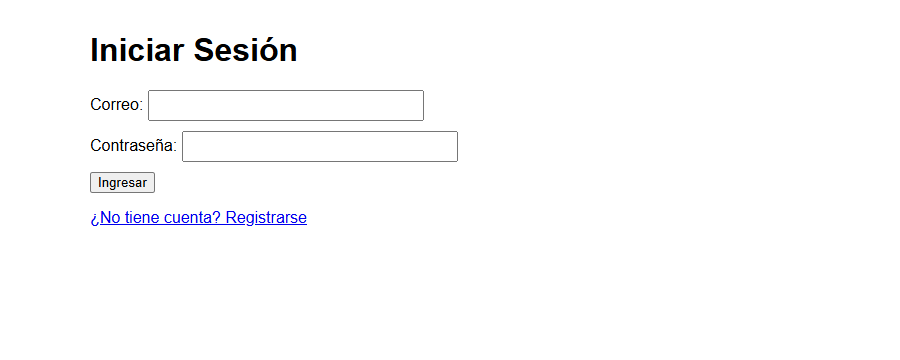 Iniciar Sesión
Correo:
Contraseña:
Ingresar
¿No tiene cuenta? Registrarse